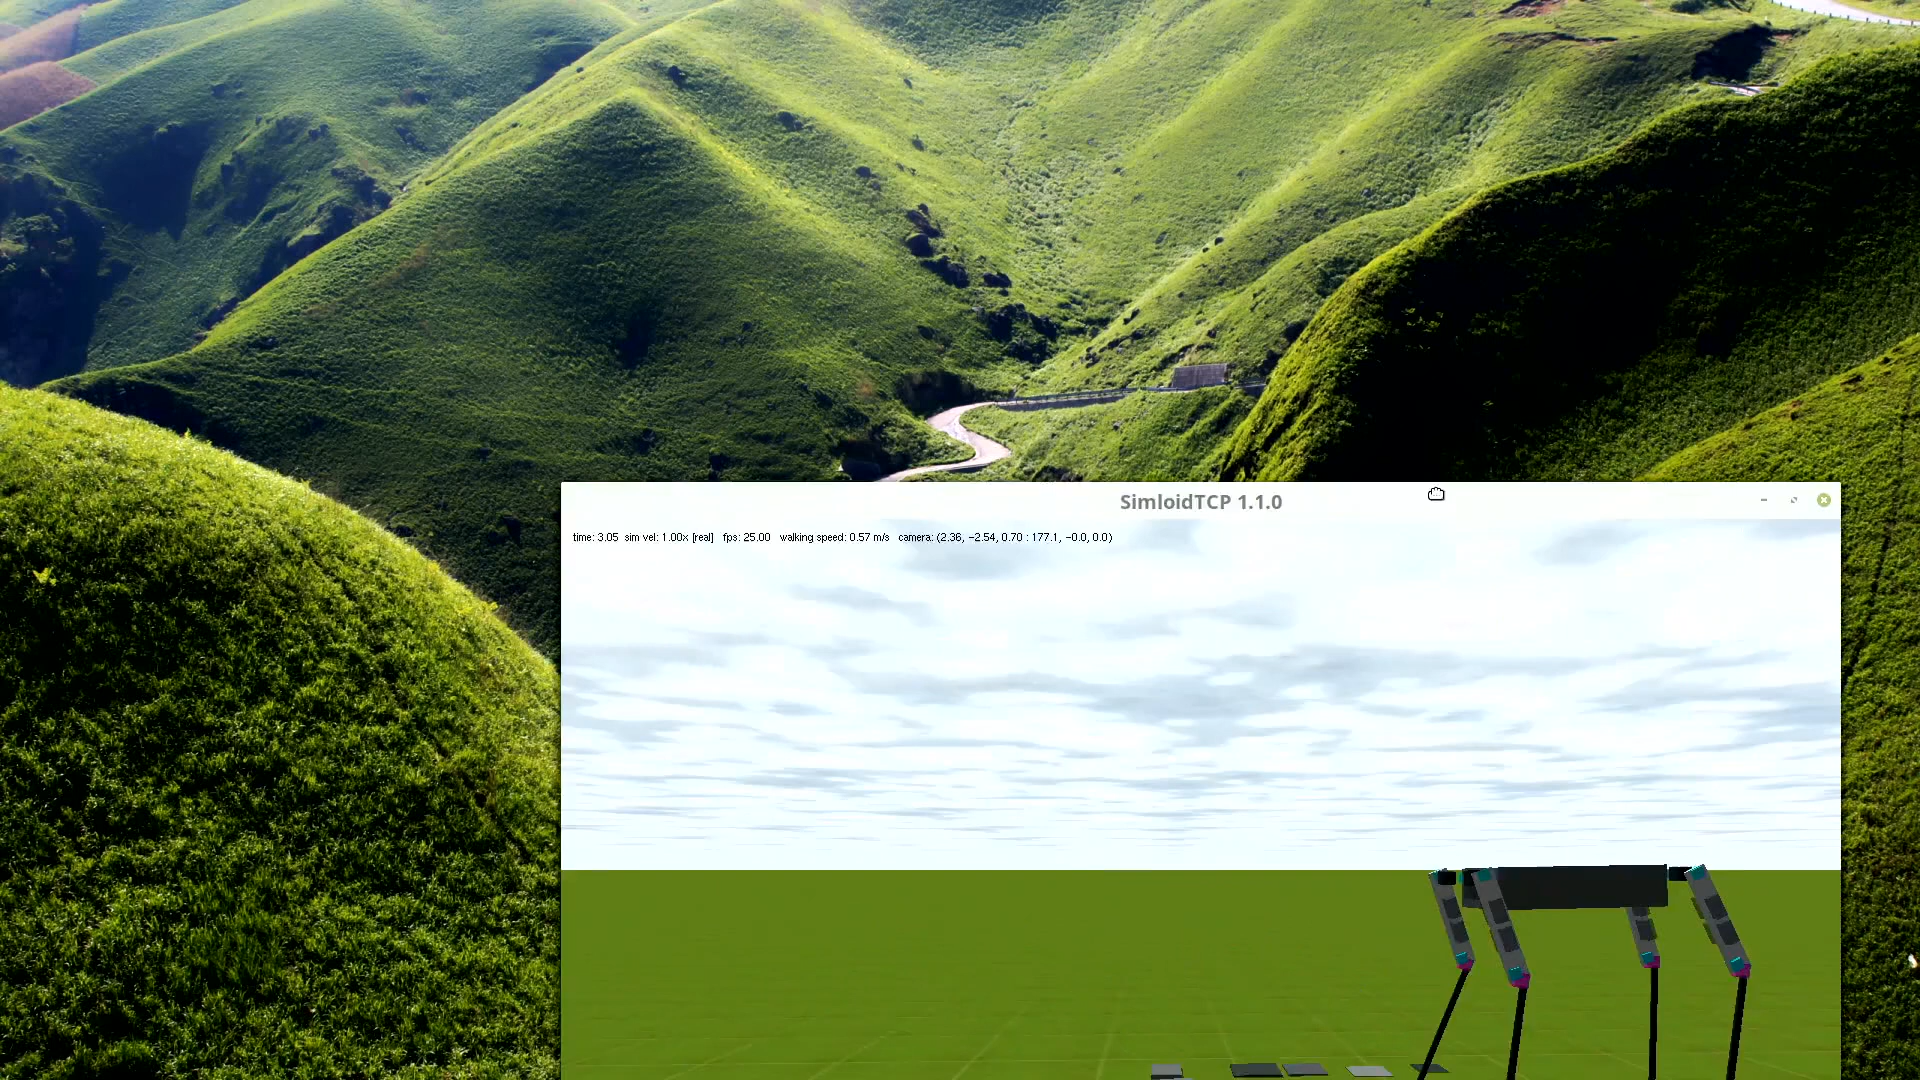 SimloidTCP 1.1.0
time: 3.05 sim vel: 1.00x [real] fps: 25.00 walking speed: 0.57 m/s camera: (2.36, −2.54, 0.70 : 177.1, −0.0, 0.0)